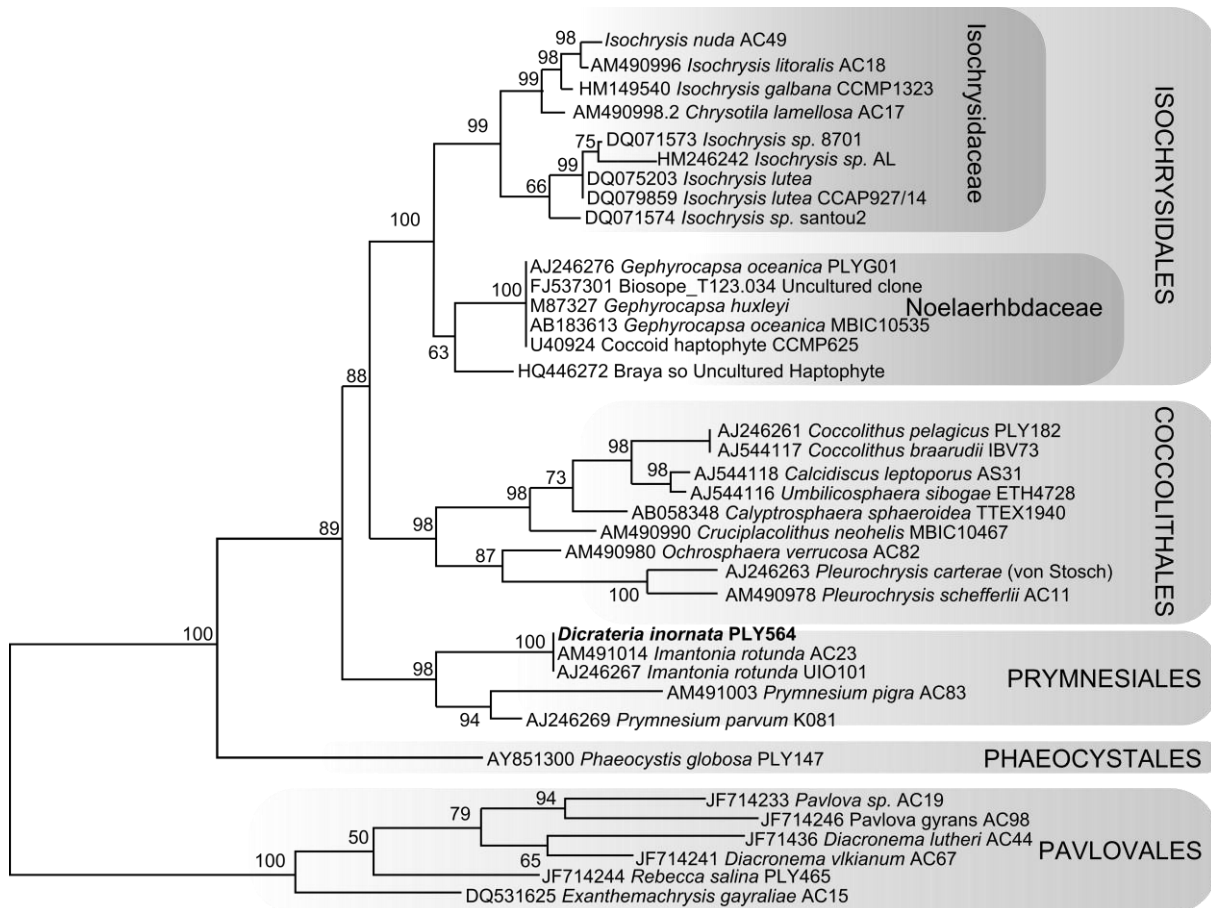 98
Isochrysis nuda AC49
98
AM490996 Isochrysis litoralis AC18
99
HM149540 Isochrysis galbana CCMP1323
AM490998.2 Chrysotila lamellosa AC17
99
75
DQ071573 Isochrysis sp. 8701
99
HM246242 Isochrysis sp. AL
DQ075203 Isochrysis lutea
66
DQ079859 Isochrysis lutea CCAP927/14
DQ071574 Isochrysis sp. santou2
Isochrysidaceae
ISOCHRYSIDALES
100
AJ246276 Gephyrocapsa oceanica PLYG01
FJ537301 Biosope_T123.034 Uncultured clone
100
M87327 Gephyrocapsa huxleyi
Noelaerhbdaceae
AB183613 Gephyrocapsa oceanica MBIC10535
U40924 Coccoid haptophyte CCMP625
63
HQ446272 Braya so Uncultured Haptophyte
88
AJ246261 Coccolithus pelagicus PLY182
98
AJ544117 Coccolithus braarudii IBV73
98
AJ544118 Calcidiscus leptoporus AS31
73
AJ544116 Umbilicosphaera sibogae ETH4728
98
AB058348 Calyptrosphaera sphaeroidea TTEX1940
98
AM490990 Cruciplacolithus neohelis MBIC10467
87
AM490980 Ochrosphaera verrucosa AC82
AJ246263 Pleurochrysis carterae (von Stosch)
100
AM490978 Pleurochrysis schefferlii AC11
COCCOLITHALES
89
100
Dicrateria inornata PLY564
100
AM491014 Imantonia rotunda AC23
98
AJ246267 Imantonia rotunda UIO101
PRYMNESIALES
AM491003 Prymnesium pigra AC83
94
AJ246269 Prymnesium parvum K081
AY851300 Phaeocystis globosa PLY147
PHAEOCYSTALES
94
JF714233 Pavlova sp. AC19
79
JF714246 Pavlova gyrans AC98
50
JF71436 Diacronema lutheri AC44
PAVLOVALES
65
JF714241 Diacronema vlkianum AC67
100
JF714244 Rebecca salina PLY465
DQ531625 Exanthemachrysis gayraliae AC15